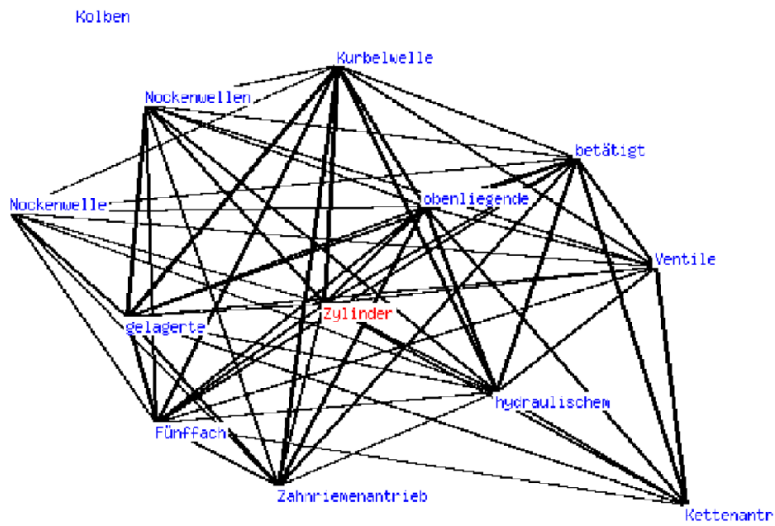 Kolben
Kurbelwelle
Nockenwellen
betätigt
Nockenwelle
obenliegende
Ventile
Zylinder
gelagerte
hydraulischem
Fünffach
Zahnriemenantrieb
Kettenantr